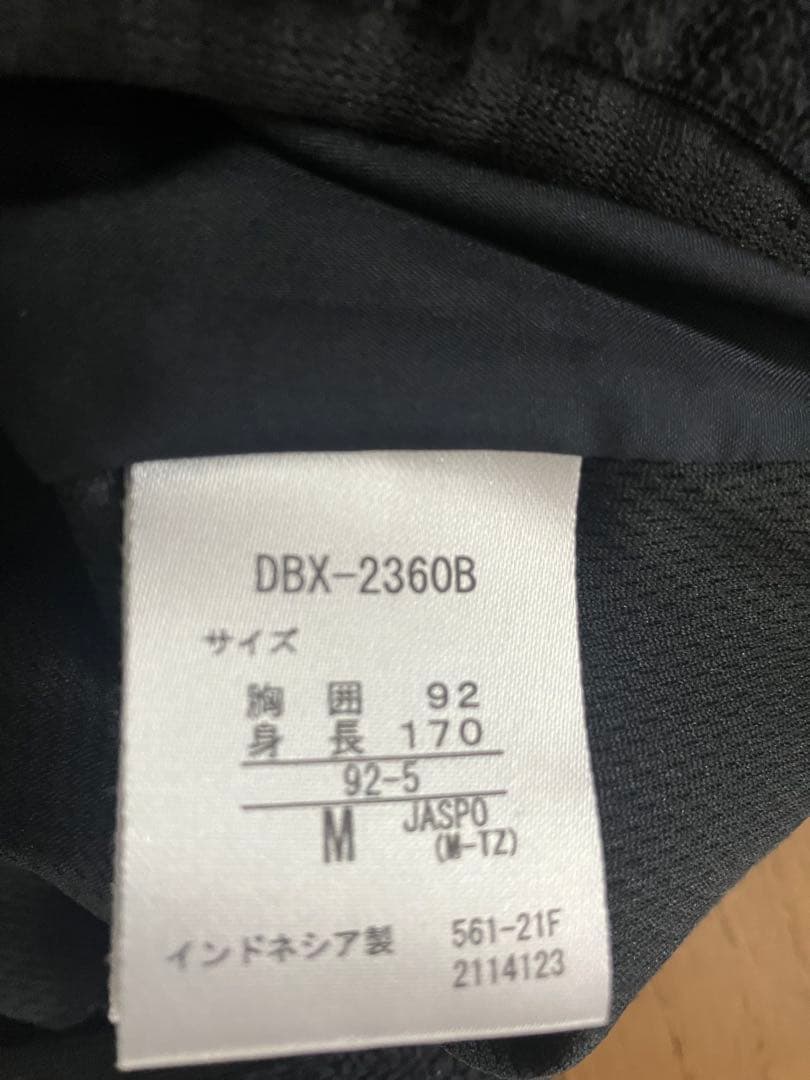 DBX-2360B
サイズ
胸 囲 92
身 長 170
92-5
M JASPO
(M-TZ)
インドネシア製 561-21F
2114123